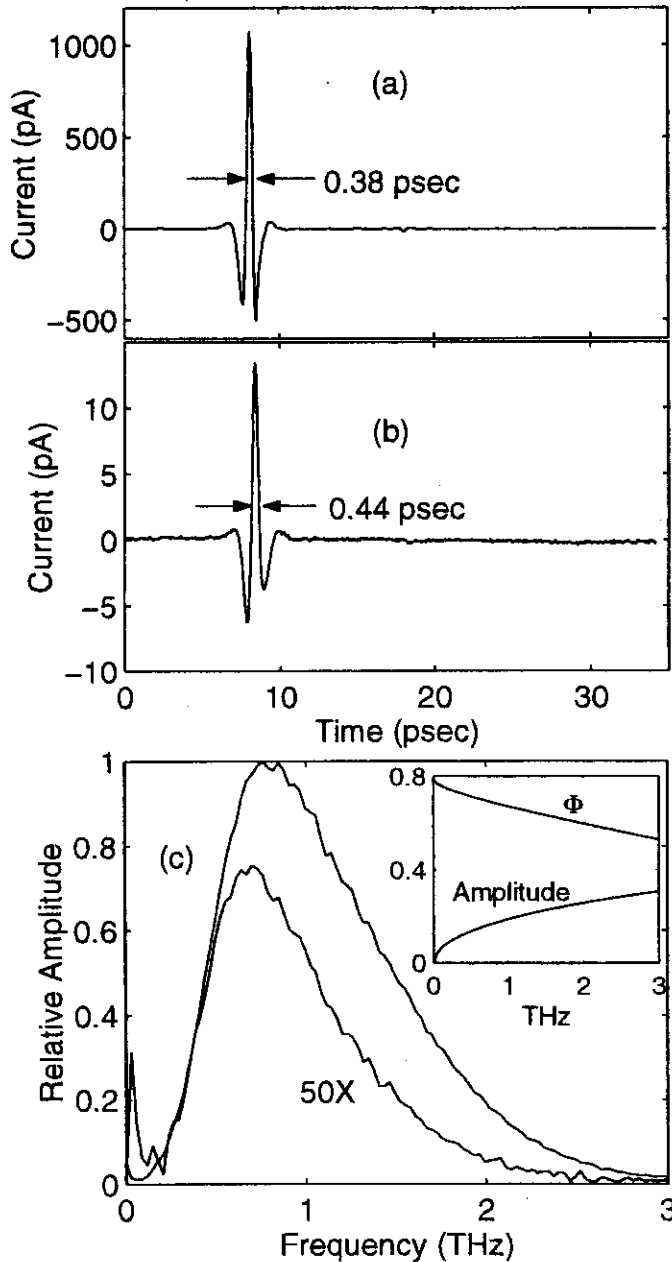 1000
(a)
500
0.38 psec
0
−500
Current (pA)
10
(b)
5
0.44 psec
0
−5
−10
Current (pA)
0 10 20 30
Time (psec)
1
0.8
(c)
0.6
0.4
0.2
0
Relative Amplitude
50X
0.8
Φ
0.4
Amplitude
0
0 1 2 3
THz
0 1 2 3
Frequency (THz)